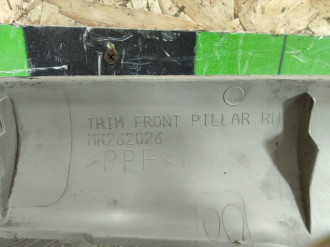 TRIM FRONT PILLAR RH
MR262026
>PPF<